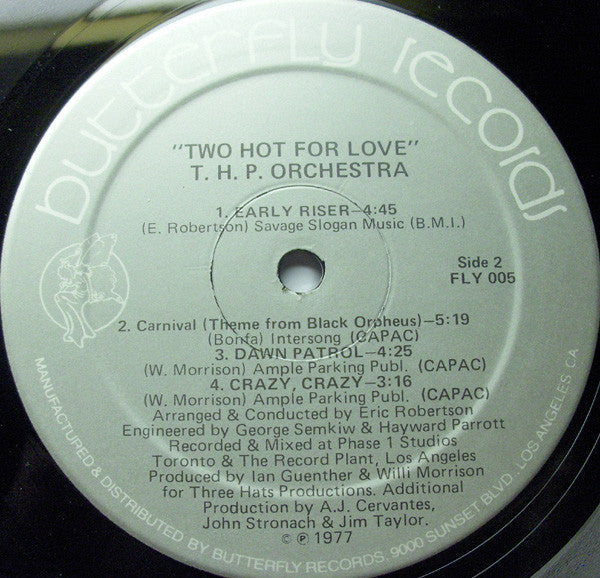 butterfly records
"TWO HOT FOR LOVE"
T. H. P. ORCHESTRA
1. EARLY RISER—4:45
(E. Robertson) Savage Slogan Music (B.M.I.)
Side 2
FLY 005
2. Carnival (Theme from Black Orpheus)—5:19
(Bonfa) Intersong (CAPAC)
3. DAWN PATROL—4:25
(W. Morrison) Ample Parking Publ. (CAPAC)
4. CRAZY, CRAZY—3:16
(W. Morrison) Ample Parking Publ. (CAPAC)
Arranged & Conducted by Eric Robertson
Engineered by George Semkiw & Hayward Parrott
Recorded & Mixed at Phase 1 Studios
Toronto & The Record Plant, Los Angeles
Produced by Ian Guenther & Willi Morrison
for Three Hats Productions. Additional
Production by A.J. Cervantes,
John Stronach & Jim Taylor.
© ℗ 1977
MANUFACTURED & DISTRIBUTED BY BUTTERFLY RECORDS, 9000 SUNSET BLVD. LOS ANGELES, CA